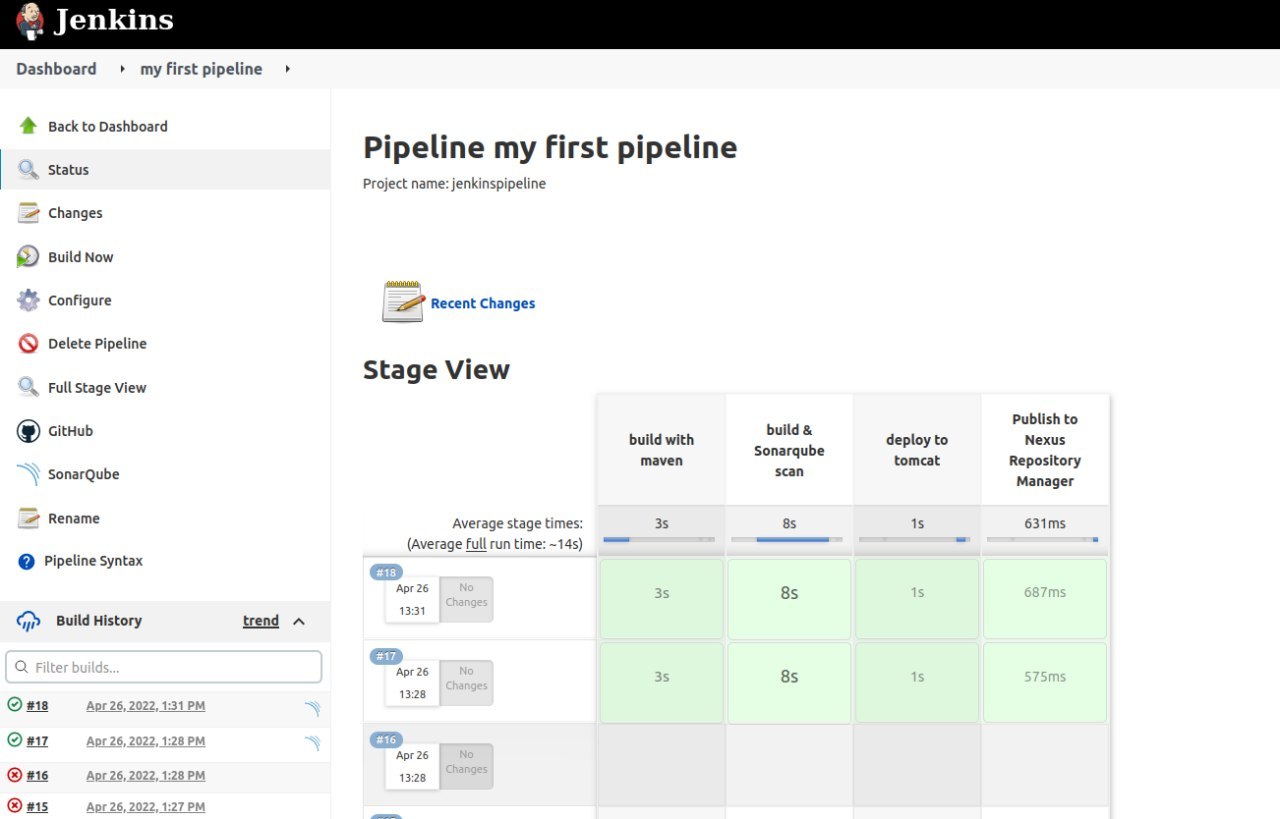 Jenkins
Dashboard my first pipeline
Back to Dashboard
Status
Changes
Build Now
Configure
Delete Pipeline
Full Stage View
GitHub
SonarQube
Rename
Pipeline Syntax
Build History trend
Filter builds...
#18 Apr 26, 2022, 1:31 PM
#17 Apr 26, 2022, 1:28 PM
#16 Apr 26, 2022, 1:28 PM
#15 Apr 26, 2022, 1:27 PM
Pipeline my first pipeline
Project name: jenkinspipeline
Recent Changes
Stage View
build with
maven
build &
Sonarqube
scan
deploy to
tomcat
Publish to
Nexus
Repository
Manager
Average stage times:
(Average full run time: ~14s)
3s 8s 1s 631ms
#18
Apr 26
13:31
No
Changes
3s 8s 1s 687ms
#17
Apr 26
13:28
No
Changes
3s 8s 1s 575ms
#16
Apr 26
13:28
No
Changes